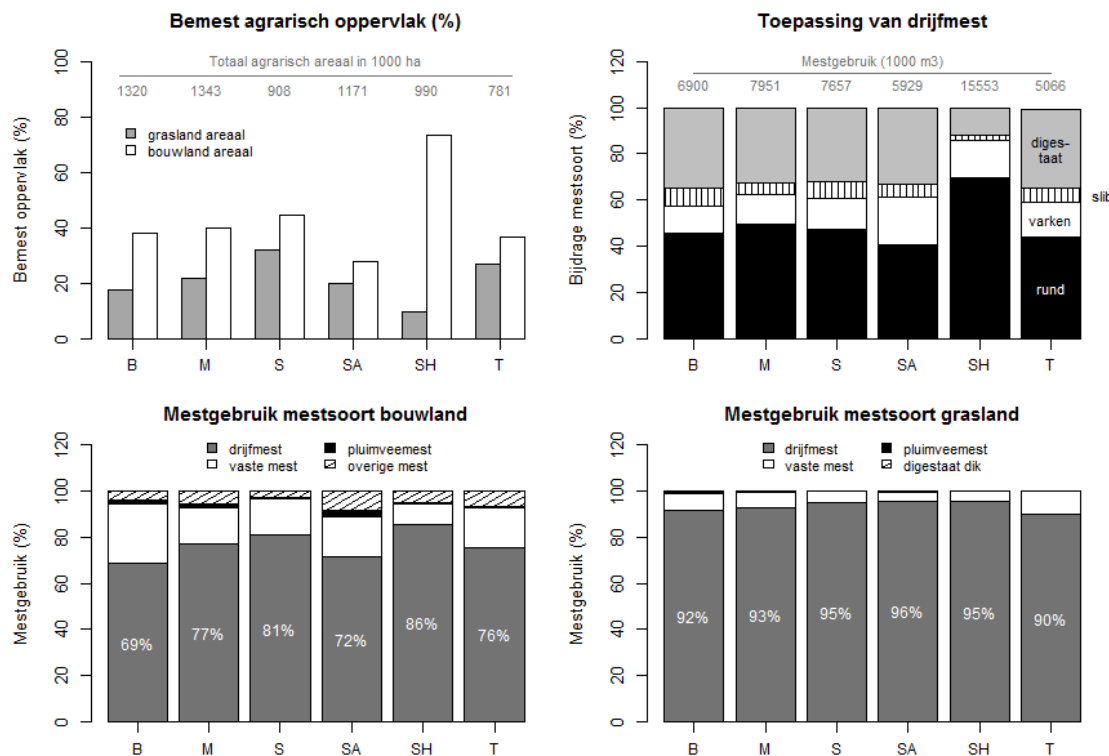 Bemest agrarisch oppervlak (%)
Totaal agrarisch areaal in 1000 ha
1320 1343 908 1171 990 781
grasland areaal
bouwland areaal
Bemest oppervlak (%)
0 20 40 60 80 100
B M S SA SH T
Toepassing van drijfmest
Mestgebruik (1000 m3)
6900 7951 7657 5929 15553 5066
diges-
taat
slib
varken
rund
Bijdrage mestsoort (%)
0 20 40 60 80 100 120
B M S SA SH T
Mestgebruik mestsoort bouwland
drijfmest pluimveemest
vaste mest overige mest
69% 77% 81% 72% 86% 76%
Mestgebruik (%)
0 20 40 60 80 100 120
B M S SA SH T
Mestgebruik mestsoort grasland
drijfmest pluimveemest
vaste mest digestaat dik
92% 93% 95% 96% 95% 90%
Mestgebruik (%)
0 20 40 60 80 100 120
B M S SA SH T